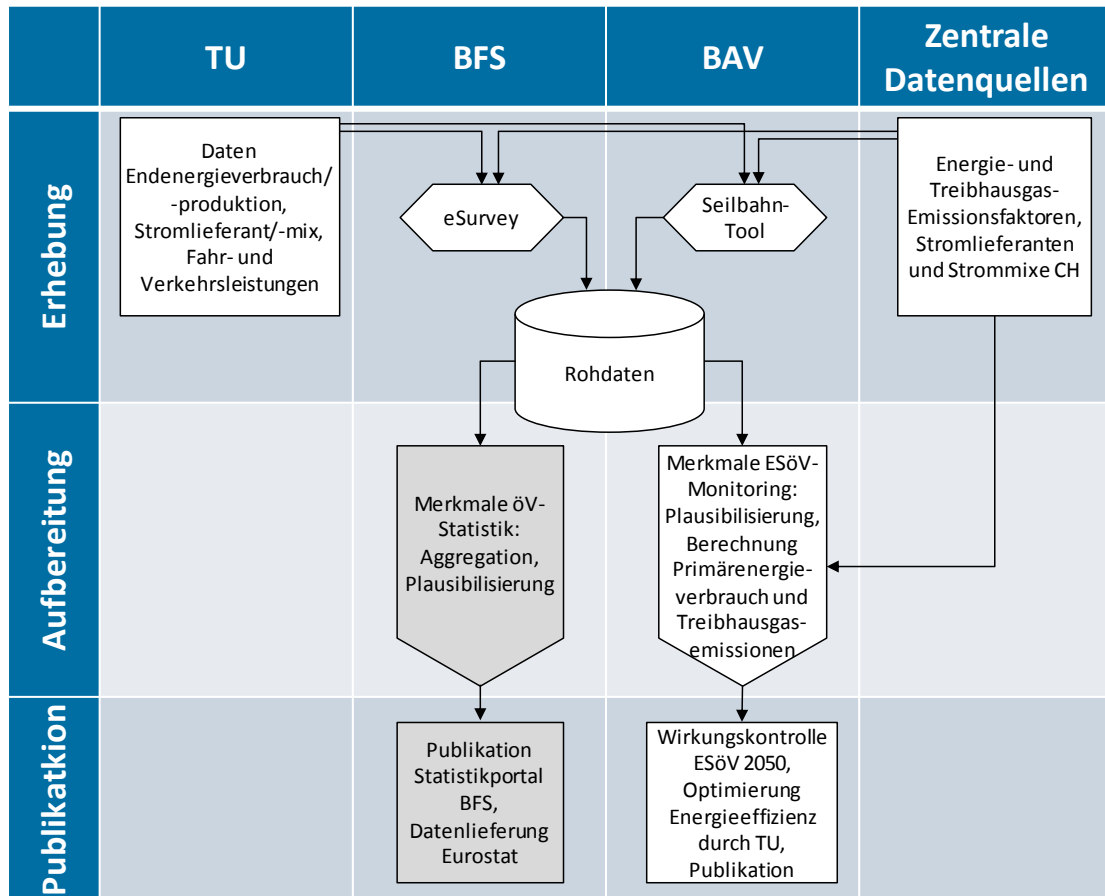 TU
BFS
BAV
Zentrale
Datenquellen
Erhebung
Daten
Endenergieverbrauch/
-produktion,
Stromlieferant/-mix,
Fahr- und
Verkehrsleistungen
eSurvey
Seilbahn-
Tool
Energie- und
Treibhausgas-
Emissionsfaktoren,
Stromlieferanten
und Strommixe CH
Rohdaten
Aufbereitung
Merkmale öV-
Statistik:
Aggregation,
Plausibilisierung
Merkmale ESöV-
Monitoring:
Plausibilisierung,
Berechnung
Primärenergie-
verbrauch und
Treibhausgas-
emissionen
Publikatkion
Publikation
Statistikportal
BFS,
Datenlieferung
Eurostat
Wirkungskontrolle
ESöV 2050,
Optimierung
Energieeffizienz
durch TU,
Publikation